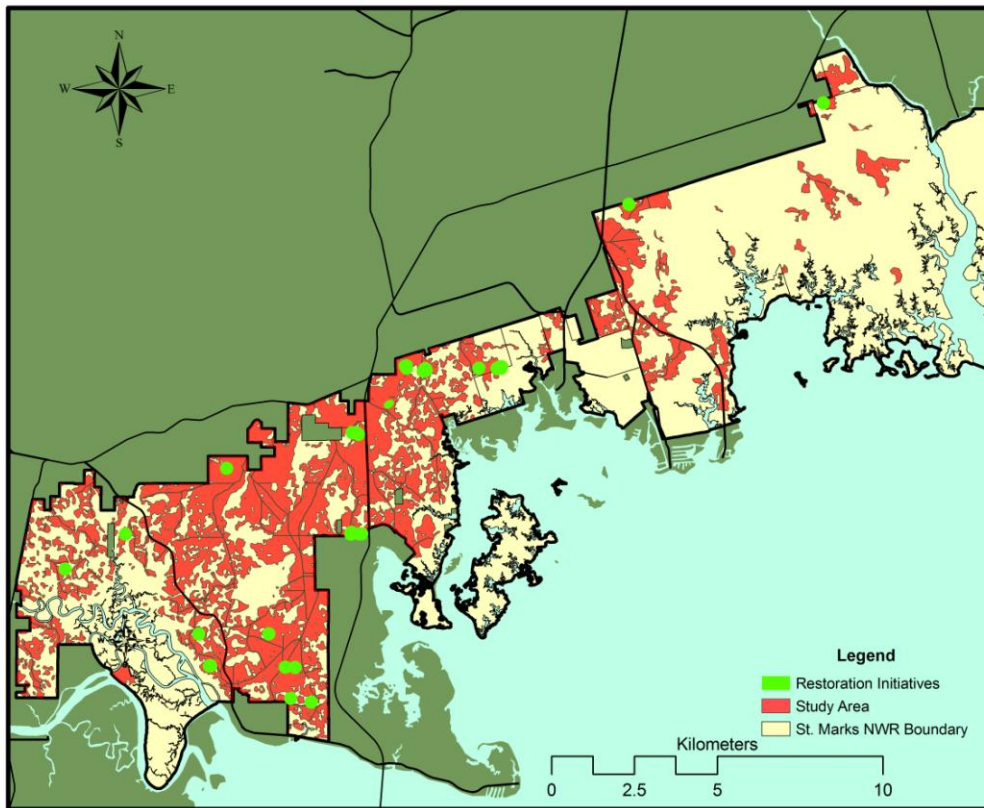 N
W E
S
Legend
Restoration Initiatives
Study Area
St. Marks NWR Boundary
Kilometers
0 2.5 5 10